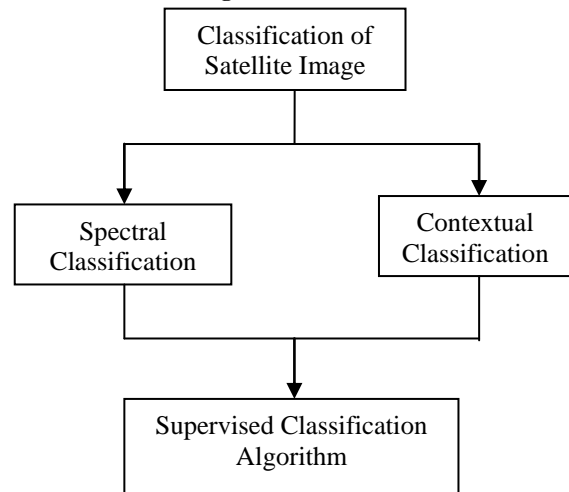 Classification of
Satellite Image
Spectral
Classification
Contextual
Classification
Supervised Classification
Algorithm